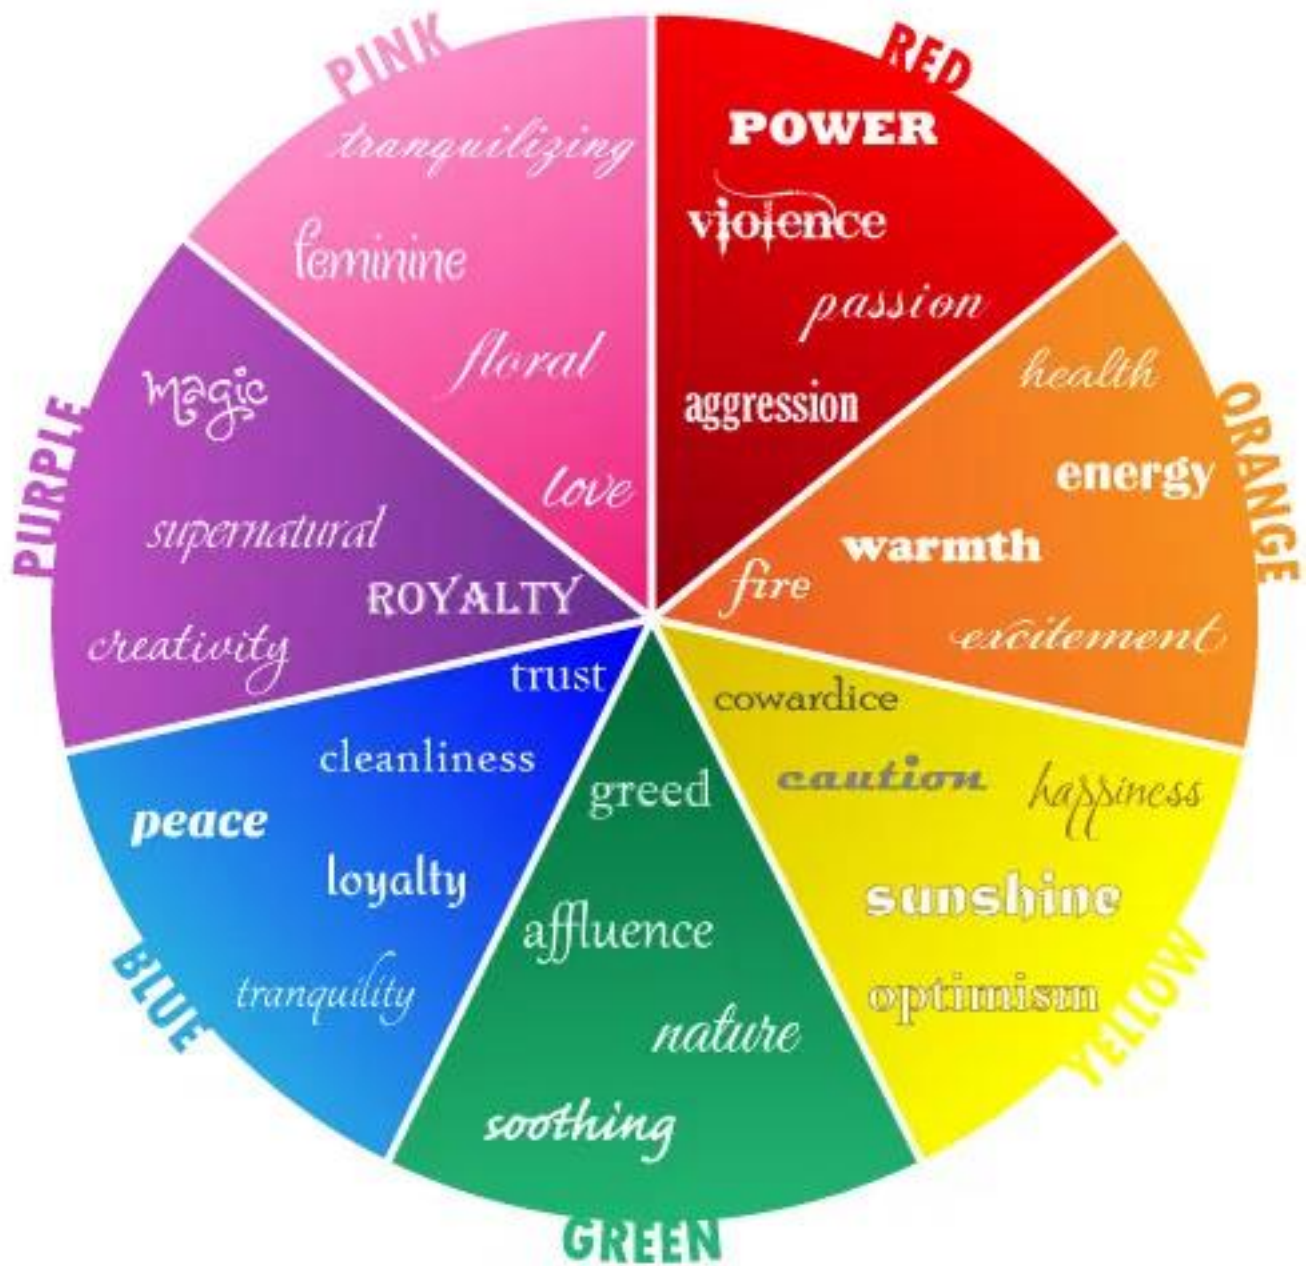 PINK
tranquilizing
feminine
floral
love
RED
POWER
violence
passion
aggression
ORANGE
health
energy
warmth
fire
excitement
YELLOW
cowardice
caution
happiness
sunshine
optimism
GREEN
greed
affluence
nature
soothing
BLUE
trust
cleanliness
peace
loyalty
tranquility
PURPLE
magic
supernatural
ROYALTY
creativity